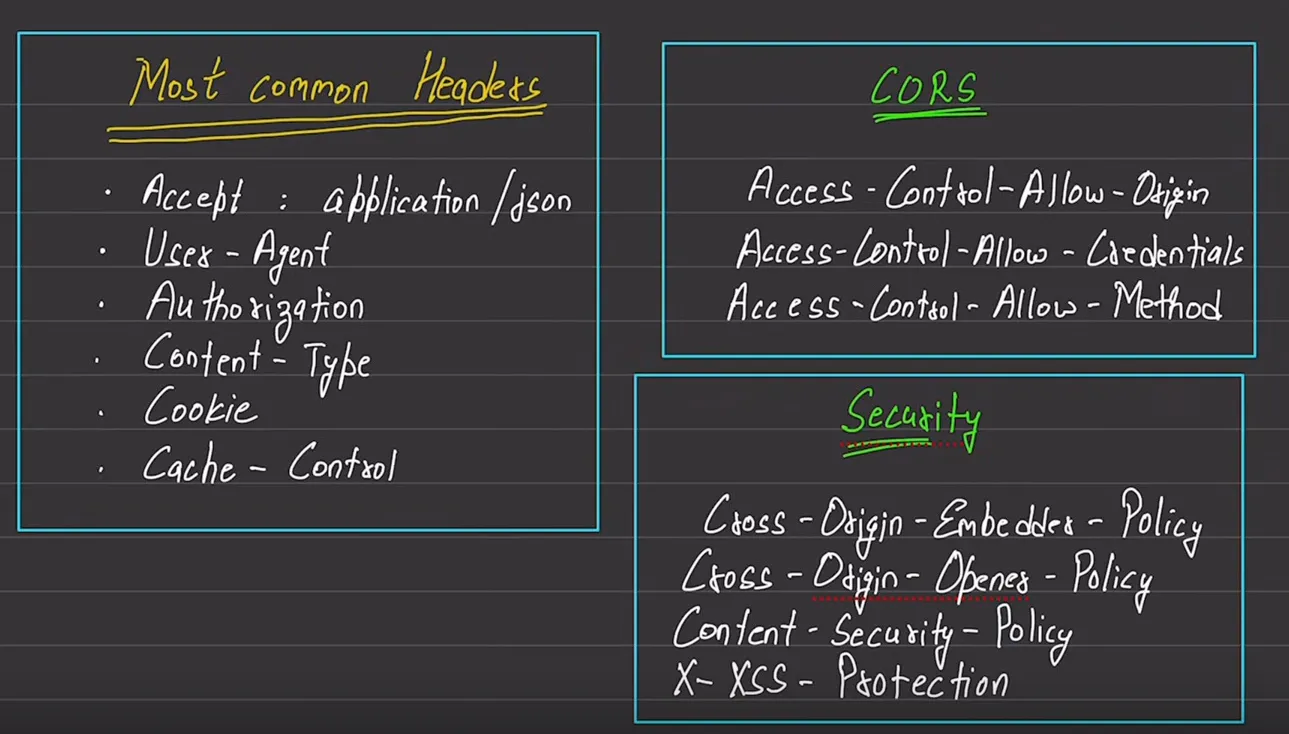 Most common Headers
· Accept : application/json
· User - Agent
· Authorization
· Content - Type
· Cookie
· Cache - Control
CORS
Access - Control - Allow - Origin
Access - Control - Allow - Credentials
Access - Control - Allow - Method
Security
Cross - Origin - Embedder - Policy
Cross - Origin - Opener - Policy
Content - Security - Policy
X - XSS - Protection